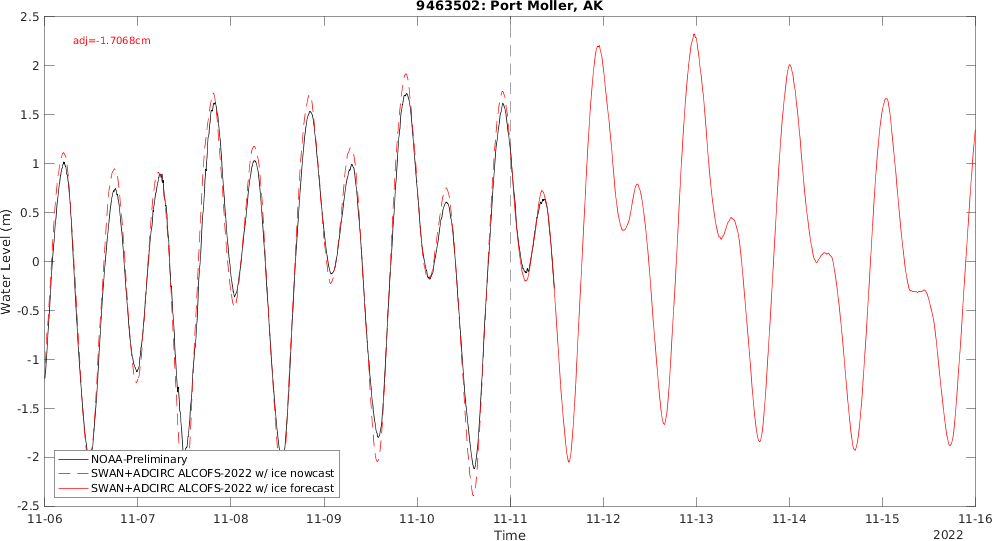 9463502: Port Moller, AK
adj=-1.7068cm
Water Level (m)
2.5
2
1.5
1
0.5
0
-0.5
-1
-1.5
-2
-2.5
NOAA-Preliminary
SWAN+ADCIRC ALCOFS-2022 w/ ice nowcast
SWAN+ADCIRC ALCOFS-2022 w/ ice forecast
11-06 11-07 11-08 11-09 11-10 11-11 11-12 11-13 11-14 11-15 11-16
Time
2022